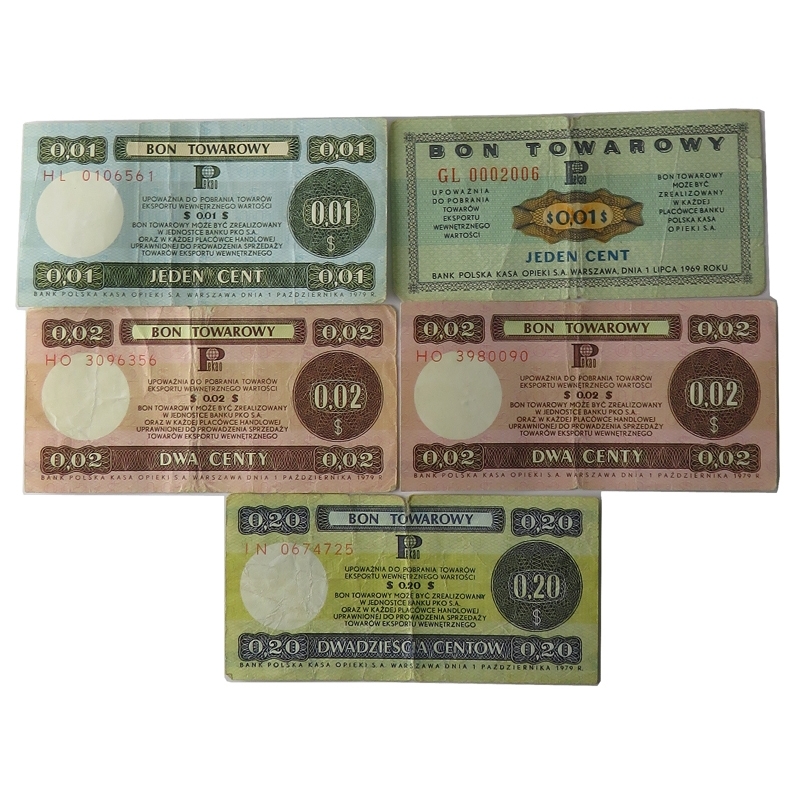 0,01 BON TOWAROWY 0,01
HL 0106561
Pekao
UPOWAŻNIA DO POBRANIA TOWARÓW
EKSPORTU WEWNĘTRZNEGO WARTOŚCI
$ 0.01 $
BON TOWAROWY MOŻE BYĆ ZREALIZOWANY
W JEDNOSTCE BANKU PKO S.A.
ORAZ W KAŻDEJ PLACÓWCE HANDLOWEJ
UPRAWNIONEJ DO PROWADZENIA SPRZEDAŻY
TOWARÓW EKSPORTU WEWNĘTRZNEGO
0,01
$
0,01 JEDEN CENT 0,01
BANK POLSKA KASA OPIEKI S.A. WARSZAWA DNIA 1 PAŹDZIERNIKA 1979 R.
BON TOWAROWY
GL 0002006
Pekao
UPOWAŻNIA
DO POBRANIA
TOWARÓW
EKSPORTU
WEWNĘTRZNEGO
WARTOŚCI
$0,01$
BON TOWAROWY
MOŻE BYĆ
ZREALIZOWANY
W KAŻDEJ
PLACÓWCE BANKU
POLSKA KASA
OPIEKI S.A.
JEDEN CENT
BANK POLSKA KASA OPIEKI S.A. WARSZAWA, DNIA 1 LIPCA 1969 ROKU
0,02 BON TOWAROWY 0,02
HO 3096356
Pekao
UPOWAŻNIA DO POBRANIA TOWARÓW
EKSPORTU WEWNĘTRZNEGO WARTOŚCI
$ 0.02 $
BON TOWAROWY MOŻE BYĆ ZREALIZOWANY
W JEDNOSTCE BANKU PKO S.A.
ORAZ W KAŻDEJ PLACÓWCE HANDLOWEJ
UPRAWNIONEJ DO PROWADZENIA SPRZEDAŻY
TOWARÓW EKSPORTU WEWNĘTRZNEGO
0,02
$
0,02 DWA CENTY 0,02
BANK POLSKA KASA OPIEKI S.A. WARSZAWA DNIA 1 PAŹDZIERNIKA 1979 R.
0,02 BON TOWAROWY 0,02
HO 3980090
Pekao
UPOWAŻNIA DO POBRANIA TOWARÓW
EKSPORTU WEWNĘTRZNEGO WARTOŚCI
$ 0.02 $
BON TOWAROWY MOŻE BYĆ ZREALIZOWANY
W JEDNOSTCE BANKU PKO S.A.
ORAZ W KAŻDEJ PLACÓWCE HANDLOWEJ
UPRAWNIONEJ DO PROWADZENIA SPRZEDAŻY
TOWARÓW EKSPORTU WEWNĘTRZNEGO
0,02
$
0,02 DWA CENTY 0,02
BANK POLSKA KASA OPIEKI S.A. WARSZAWA DNIA 1 PAŹDZIERNIKA 1979 R.
0,20 BON TOWAROWY 0,20
IN 0674725
Pekao
UPOWAŻNIA DO POBRANIA TOWARÓW
EKSPORTU WEWNĘTRZNEGO WARTOŚCI
$ 0.20 $
BON TOWAROWY MOŻE BYĆ ZREALIZOWANY
W JEDNOSTCE BANKU PKO S.A.
ORAZ W KAŻDEJ PLACÓWCE HANDLOWEJ
UPRAWNIONEJ DO PROWADZENIA SPRZEDAŻY
TOWARÓW EKSPORTU WEWNĘTRZNEGO
0,20
$
0,20 DWADZIEŚCIA CENTÓW 0,20
BANK POLSKA KASA OPIEKI S.A. WARSZAWA DNIA 1 PAŹDZIERNIKA 1979 R.